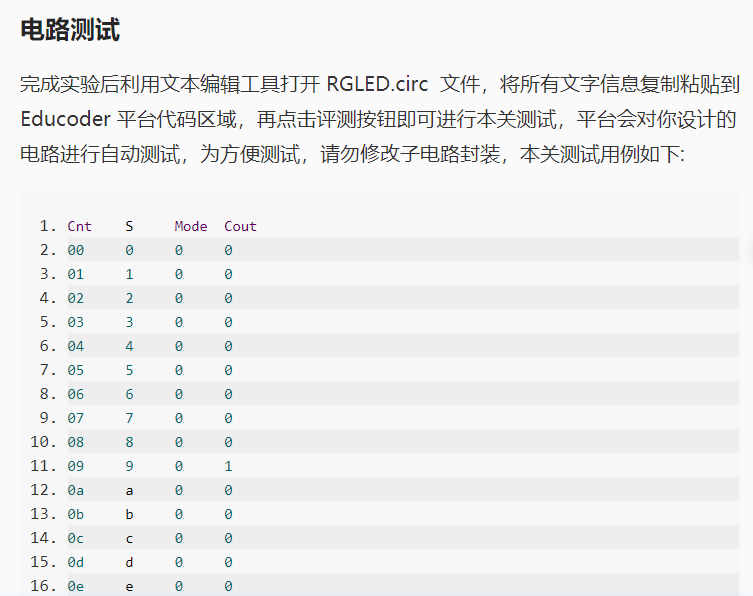 电路测试
完成实验后利用文本编辑工具打开 RGLED.circ 文件，将所有文字信息复制粘贴到
Educoder 平台代码区域，再点击评测按钮即可进行本关测试，平台会对你设计的
电路进行自动测试，为方便测试，请勿修改子电路封装，本关测试用例如下:
1. Cnt S Mode Cout
2. 00 0 0 0
3. 01 1 0 0
4. 02 2 0 0
5. 03 3 0 0
6. 04 4 0 0
7. 05 5 0 0
8. 06 6 0 0
9. 07 7 0 0
10. 08 8 0 0
11. 09 9 0 1
12. 0a a 0 0
13. 0b b 0 0
14. 0c c 0 0
15. 0d d 0 0
16. 0e e 0 0